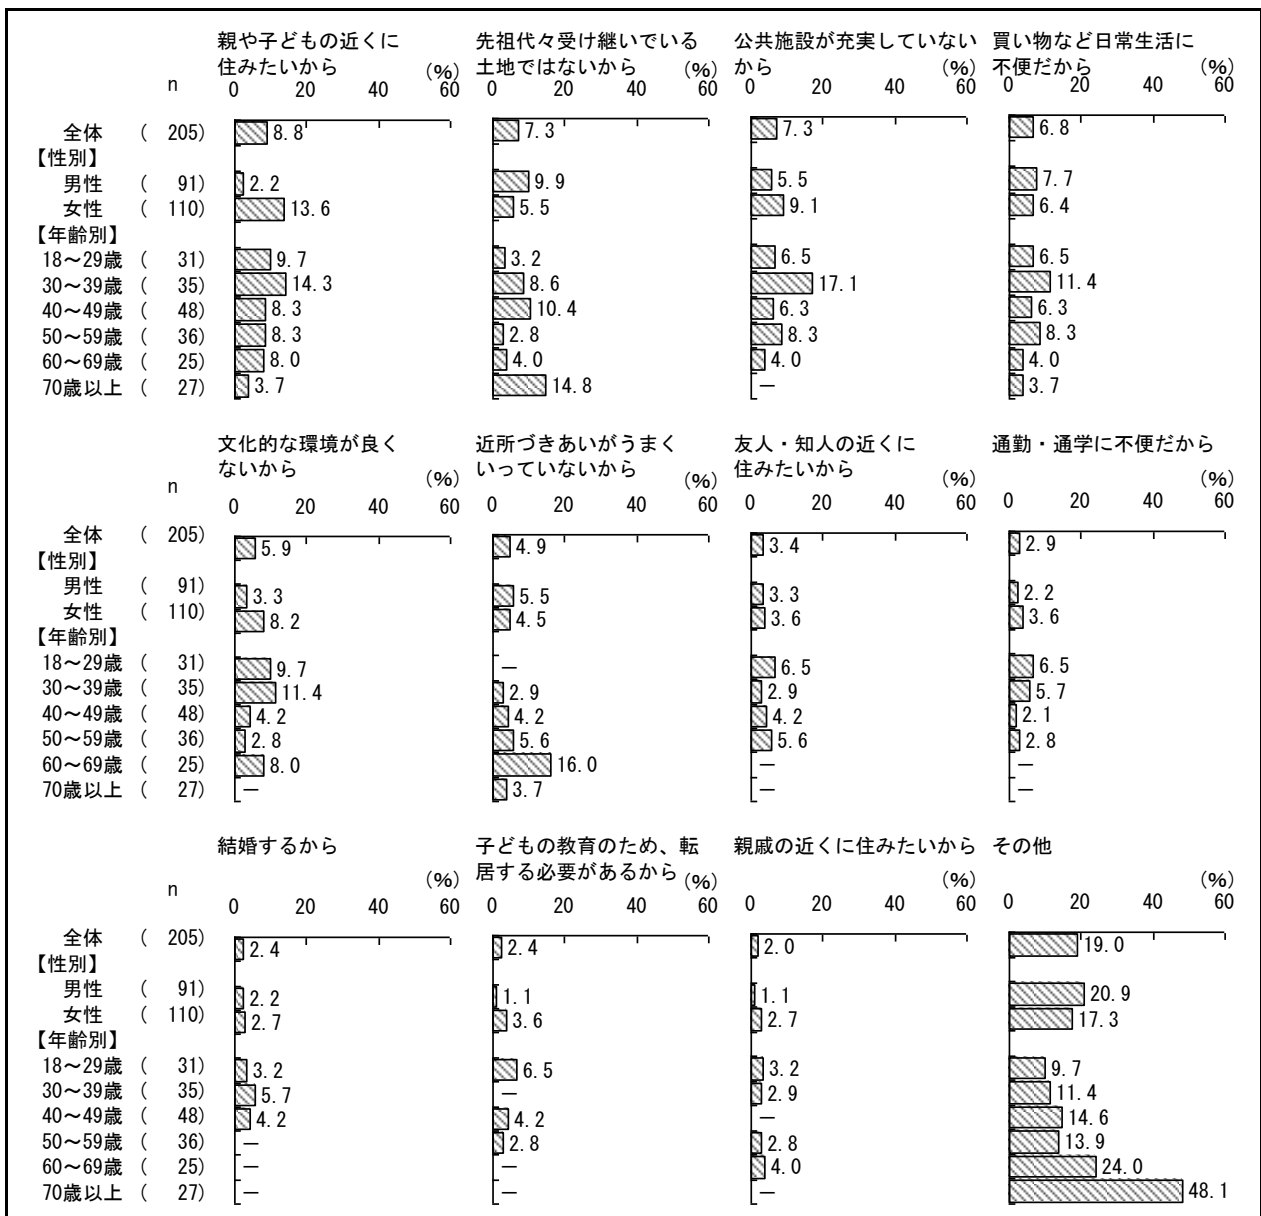 親や子どもの近くに 先祖代々受け継いでいる 公共施設が充実していない 買い物など日常生活に
住みたいから 土地ではないから から 不便だから
n (%) (%) (%) (%)
0 20 40 60 0 20 40 60 0 20 40 60 0 20 40 60
全体 ( 205) 8.8 7.3 7.3 6.8
【性別】
男性 ( 91) 2.2 9.9 5.5 7.7
女性 ( 110) 13.6 5.5 9.1 6.4
【年齢別】
18～29歳 ( 31) 9.7 3.2 6.5 6.5
30～39歳 ( 35) 14.3 8.6 17.1 11.4
40～49歳 ( 48) 8.3 10.4 6.3 6.3
50～59歳 ( 36) 8.3 2.8 8.3 8.3
60～69歳 ( 25) 8.0 4.0 4.0 4.0
70歳以上 ( 27) 3.7 14.8 － 3.7
文化的な環境が良く 近所づきあいがうまく 友人・知人の近くに 通勤・通学に不便だから
ないから いっていないから 住みたいから
n (%) (%) (%) (%)
0 20 40 60 0 20 40 60 0 20 40 60 0 20 40 60
全体 ( 205) 5.9 4.9 3.4 2.9
【性別】
男性 ( 91) 3.3 5.5 3.3 2.2
女性 ( 110) 8.2 4.5 3.6 3.6
【年齢別】
18～29歳 ( 31) 9.7 － 6.5 6.5
30～39歳 ( 35) 11.4 2.9 2.9 5.7
40～49歳 ( 48) 4.2 4.2 4.2 2.1
50～59歳 ( 36) 2.8 5.6 5.6 2.8
60～69歳 ( 25) 8.0 16.0 － －
70歳以上 ( 27) － 3.7 － －
結婚するから 子どもの教育のため、転 親戚の近くに住みたいから その他
居する必要があるから
n (%) (%) (%) (%)
0 20 40 60 0 20 40 60 0 20 40 60 0 20 40 60
全体 ( 205) 2.4 2.4 2.0 19.0
【性別】
男性 ( 91) 2.2 1.1 1.1 20.9
女性 ( 110) 2.7 3.6 2.7 17.3
【年齢別】
18～29歳 ( 31) 3.2 6.5 3.2 9.7
30～39歳 ( 35) 5.7 － 2.9 11.4
40～49歳 ( 48) 4.2 4.2 － 14.6
50～59歳 ( 36) － 2.8 2.8 13.9
60～69歳 ( 25) － － 4.0 24.0
70歳以上 ( 27) － － － 48.1